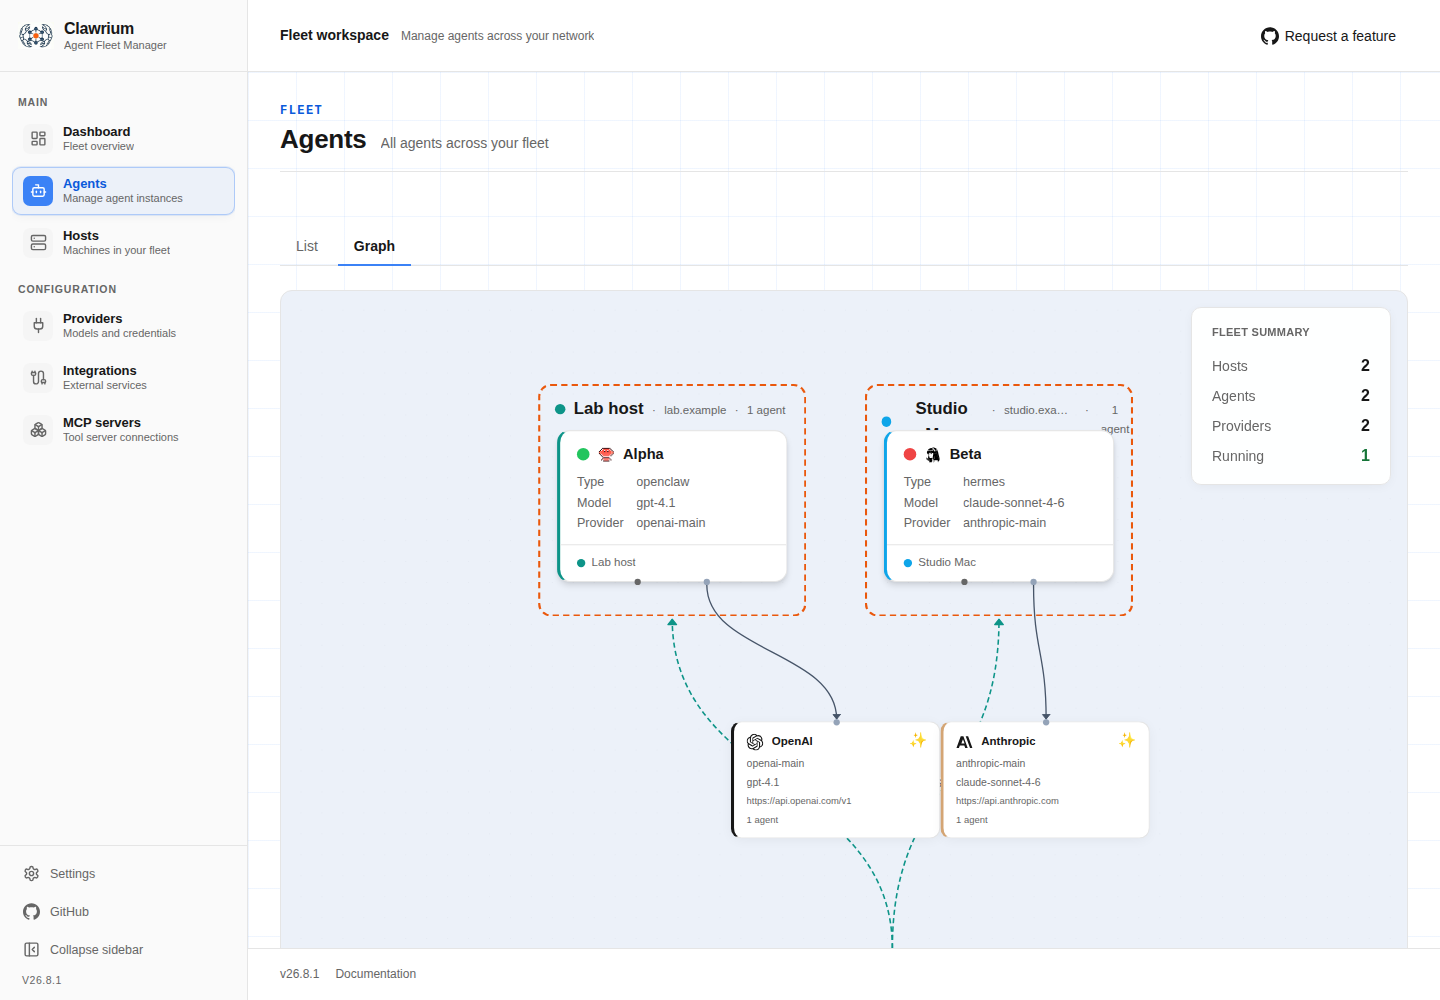 Clawrium
Agent Fleet Manager
MAIN
Dashboard
Fleet overview
Agents
Manage agent instances
Hosts
Machines in your fleet
CONFIGURATION
Providers
Models and credentials
Integrations
External services
MCP servers
Tool server connections
Settings
GitHub
Collapse sidebar
V26.8.1
Fleet workspace Manage agents across your network
Request a feature
FLEET
Agents All agents across your fleet
List Graph
FLEET SUMMARY
Hosts 2
Agents 2
Providers 2
Running 1
Lab host · lab.example · 1 agent
Alpha
Type openclaw
Model gpt-4.1
Provider openai-main
Lab host
Studio · studio.exa… · 1
agent
Beta
Type hermes
Model claude-sonnet-4-6
Provider anthropic-main
Studio Mac
OpenAI
openai-main
gpt-4.1
https://api.openai.com/v1
1 agent
Anthropic
anthropic-main
claude-sonnet-4-6
https://api.anthropic.com
1 agent
v26.8.1 Documentation